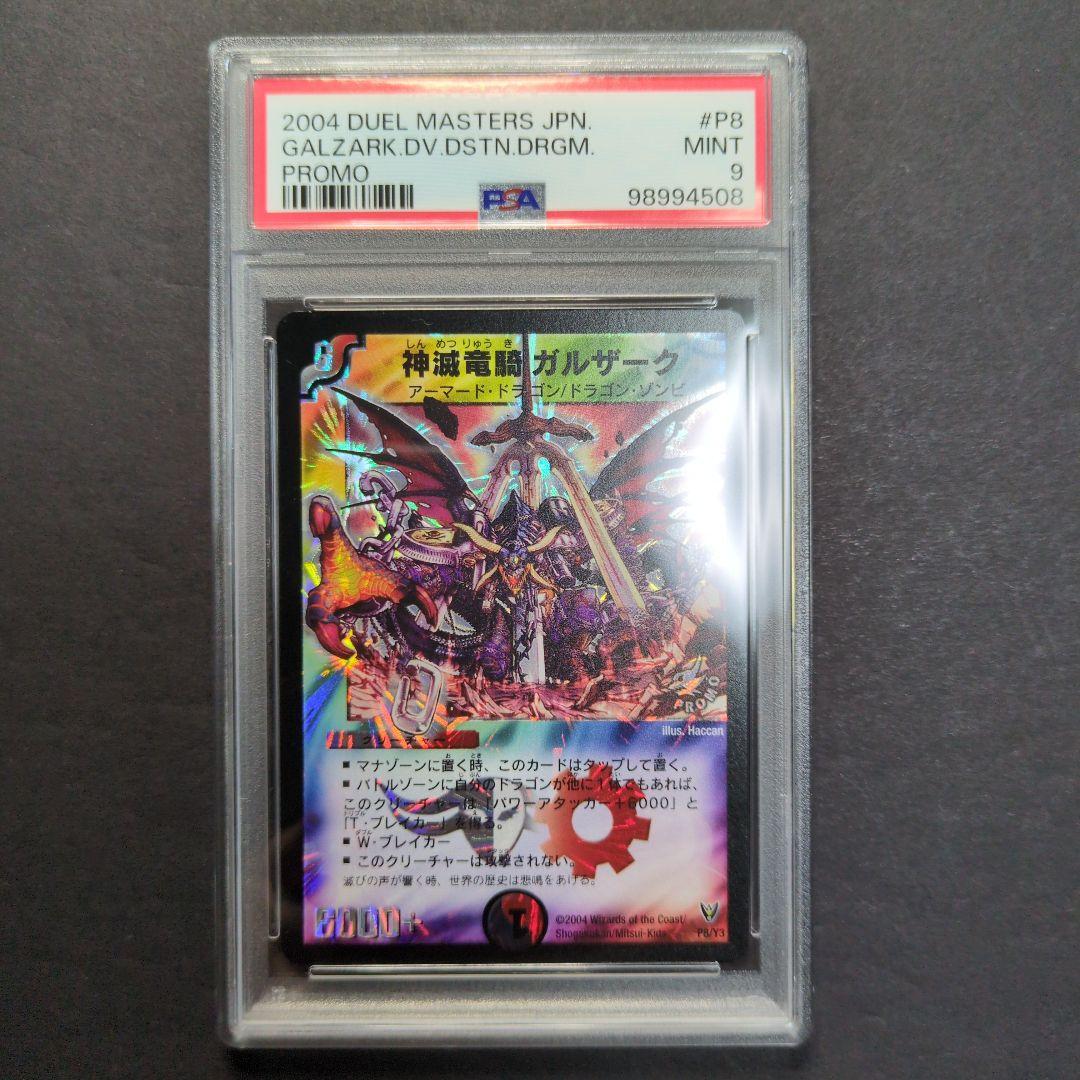 2004 DUEL MASTERS JPN. #P8
GALZARK.DV.DSTN.DRGM. MINT
PROMO 9
PSA 98994508
6
しん めつ りゅう き
神滅竜騎ガルザーク
アーマード・ドラゴン/ドラゴン・ゾンビ
PROMO
illus. Haccan
クリーチャー
■ マナゾーンに置く時、このカードはタップして置く。
■ バトルゾーンに自分のドラゴンが他に1体でもあれば、
このクリーチャーは「パワーアタッカー+6000」と
「T・ブレイカー」を得る。
■ W・ブレイカー
■ このクリーチャーは攻撃されない。
滅びの声が響く時、世界の歴史は悲鳴をあげる。
6000+
1
©2004 Wizards of the Coast/
Shogakukan/Mitsui-Kids
P8/Y3